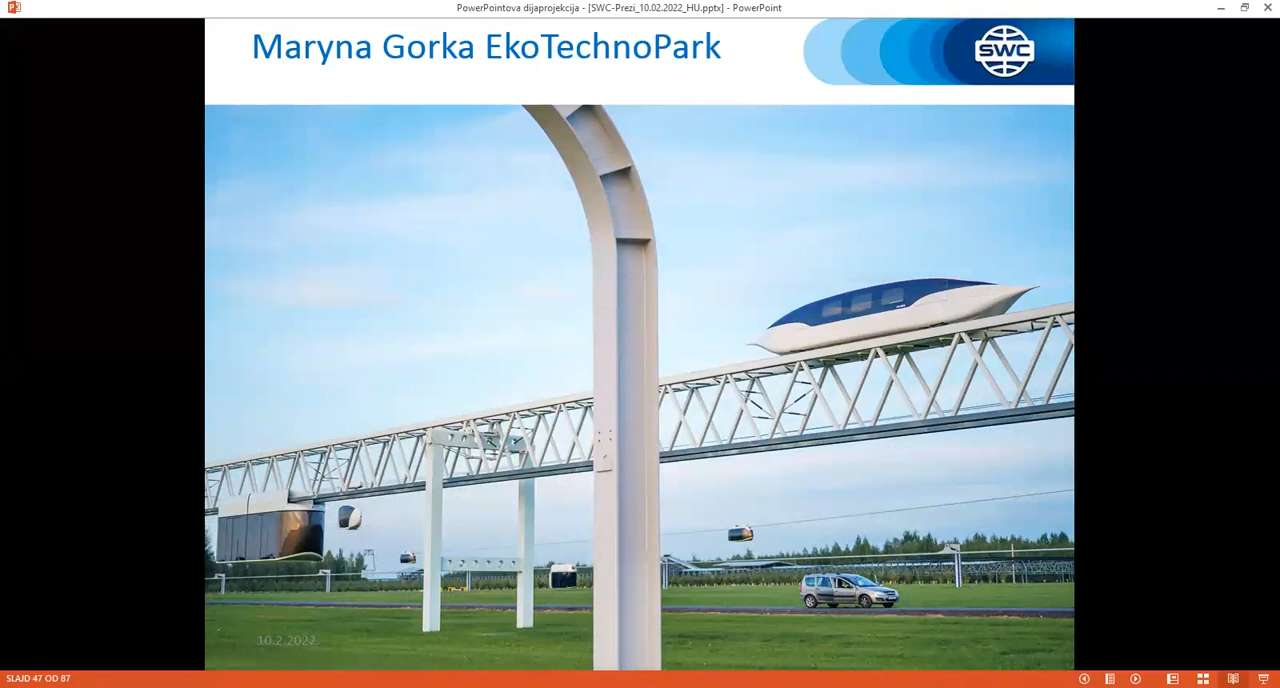 PowerPointova dijaprojekcija - [SWC-Prezi_10.02.2022_HU.pptx] - PowerPoint
Maryna Gorka EkoTechnoPark
SWC
10.2.2022.
SLAJD 47 OD 87